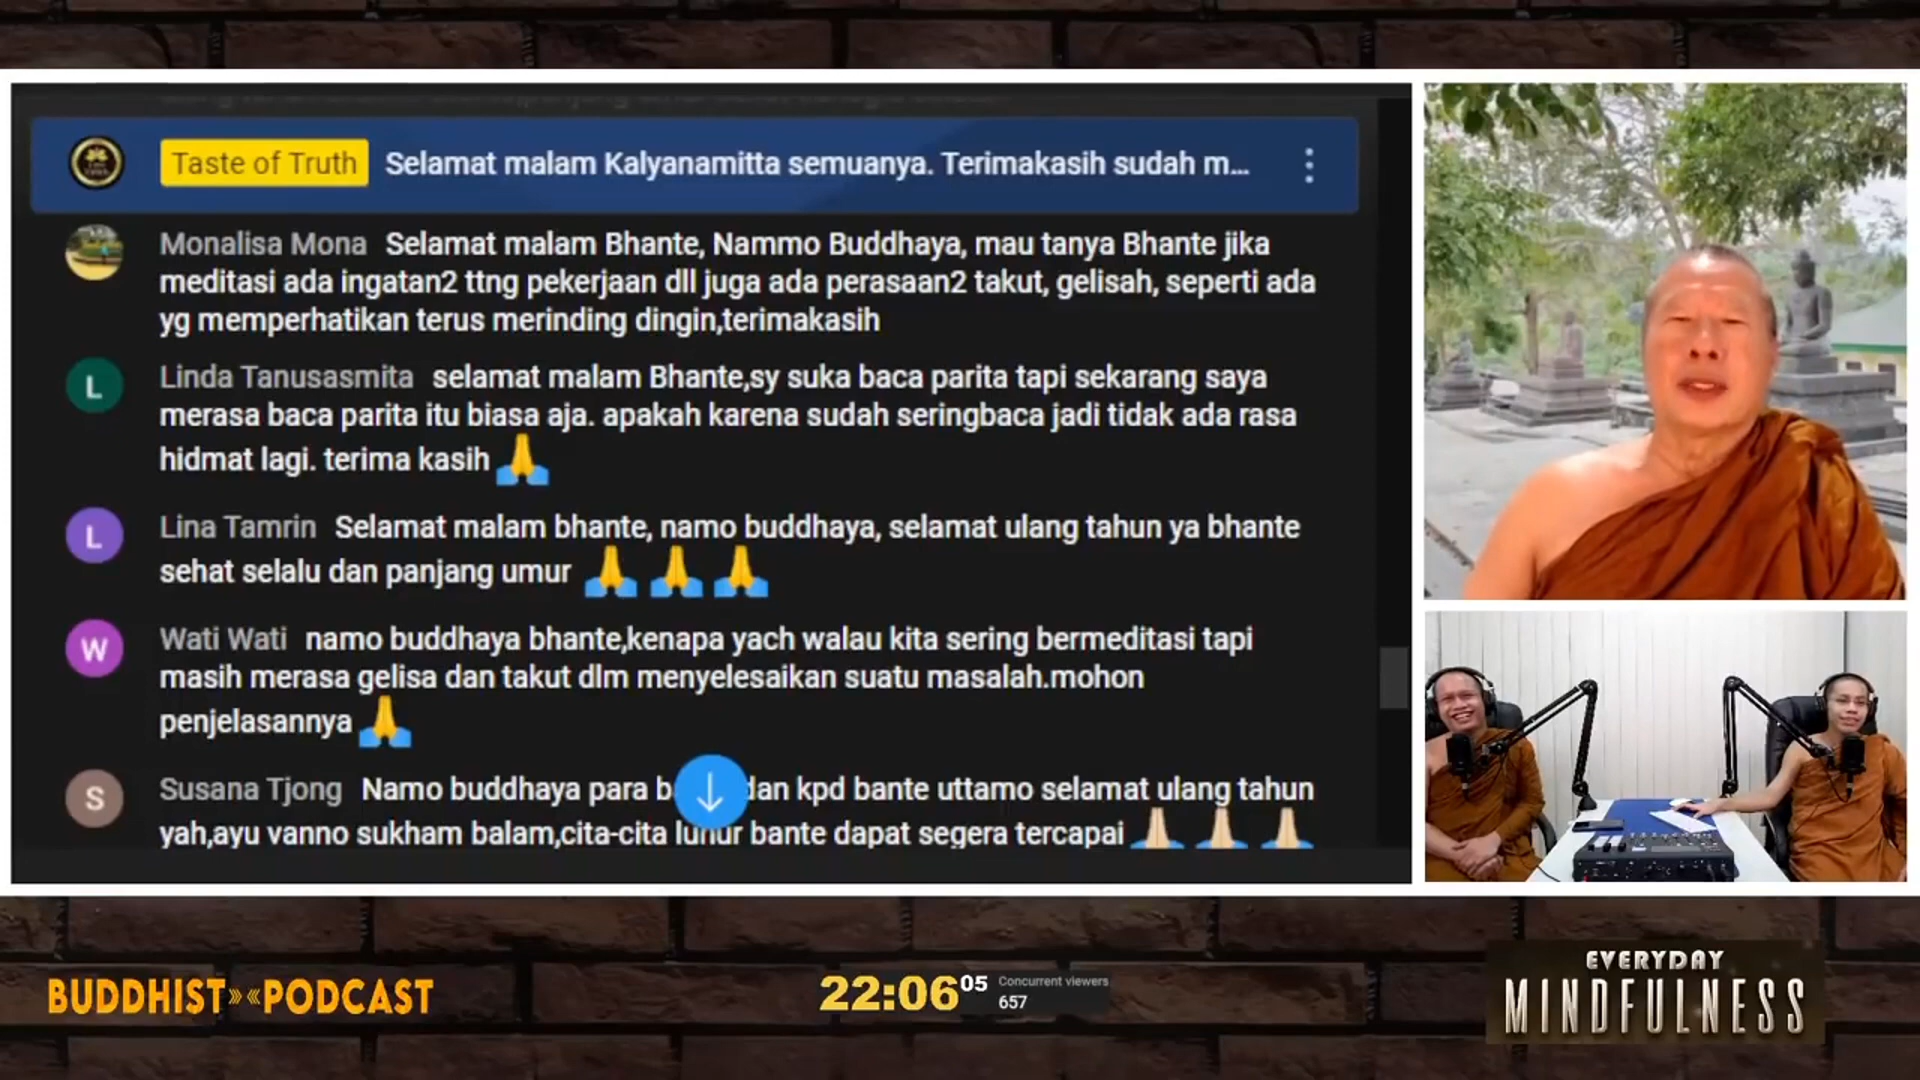 Taste of Truth Selamat malam Kalyanamitta semuanya. Terimakasih sudah m...
Monalisa Mona Selamat malam Bhante, Nammo Buddhaya, mau tanya Bhante jika
meditasi ada ingatan2 ttng pekerjaan dll juga ada perasaan2 takut, gelisah, seperti ada
yg memperhatikan terus merinding dingin,terimakasih
L
Linda Tanusasmita selamat malam Bhante,sy suka baca parita tapi sekarang saya
merasa baca parita itu biasa aja. apakah karena sudah seringbaca jadi tidak ada rasa
hidmat lagi. terima kasih 🙏
L
Lina Tamrin Selamat malam bhante, namo buddhaya, selamat ulang tahun ya bhante
sehat selalu dan panjang umur 🙏 🙏 🙏
W
Wati Wati namo buddhaya bhante,kenapa yach walau kita sering bermeditasi tapi
masih merasa gelisa dan takut dlm menyelesaikan suatu masalah.mohon
penjelasannya 🙏
S
Susana Tjong Namo buddhaya para dan kpd bante uttamo selamat ulang tahun
yah,ayu vanno sukham balam,cita-cita luhur bante dapat segera tercapai 🙏🏻 🙏🏻 🙏🏻
BUDDHIST»«PODCAST
22:06 05
Concurrent viewers
657
EVERYDAY
MINDFULNESS